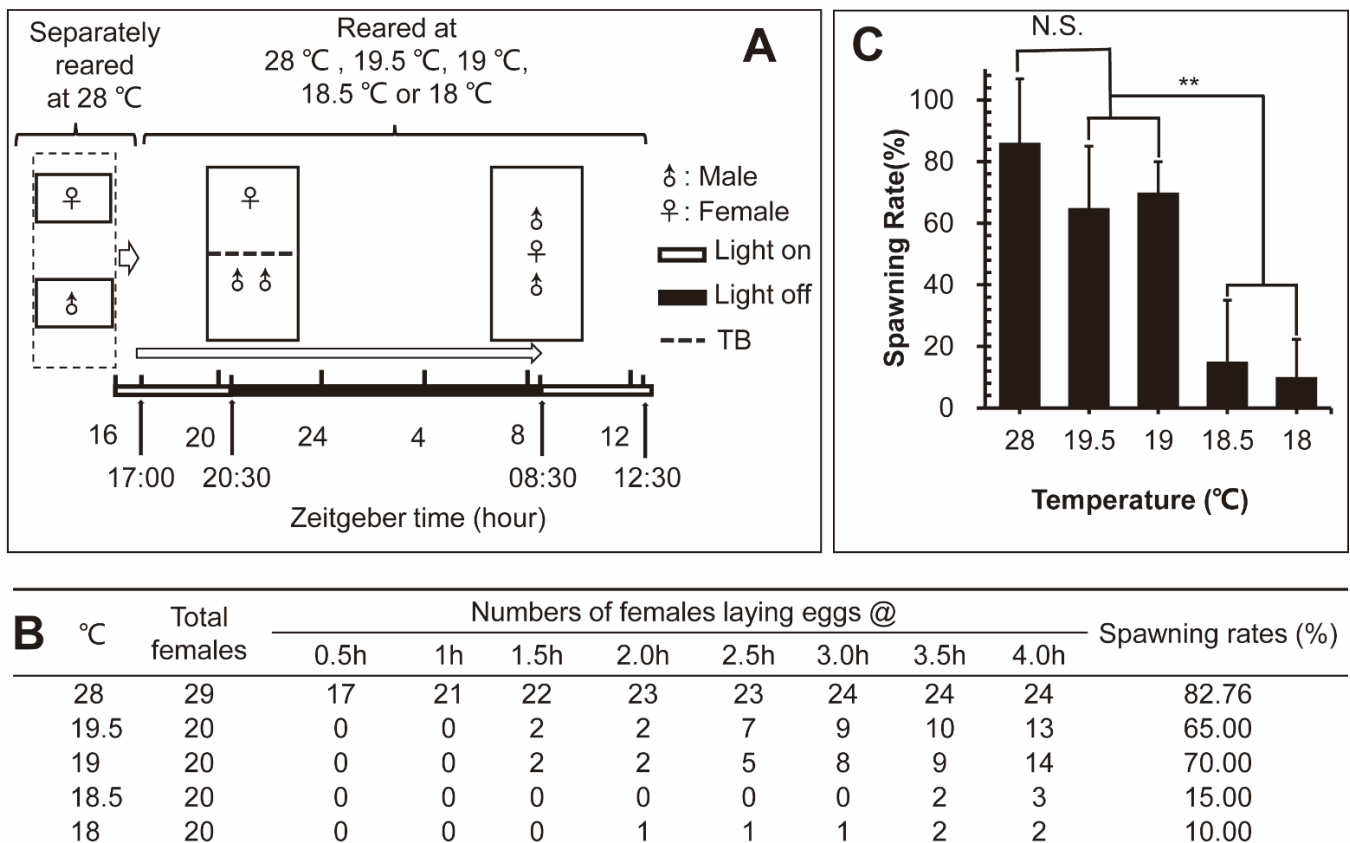 A
Separately
reared
at 28 ℃
Reared at
28 ℃ , 19.5 ℃, 19 ℃,
18.5 ℃ or 18 ℃
♀
♂
♀
♂ ♂
♂
♀
♂
♂: Male
♀: Female
Light on
Light off
TB
16 20 24 4 8 12
17:00 20:30 08:30 12:30
Zeitgeber time (hour)
C
N.S.
**
Spawning Rate(%)
100
80
60
40
20
0
28 19.5 19 18.5 18
Temperature (℃)
B
℃ Total females Numbers of females laying eggs @ Spawning rates (%)
0.5h 1h 1.5h 2.0h 2.5h 3.0h 3.5h 4.0h
28 29 17 21 22 23 23 24 24 24 82.76
19.5 20 0 0 2 2 7 9 10 13 65.00
19 20 0 0 2 2 5 8 9 14 70.00
18.5 20 0 0 0 0 0 0 2 3 15.00
18 20 0 0 0 1 1 1 2 2 10.00